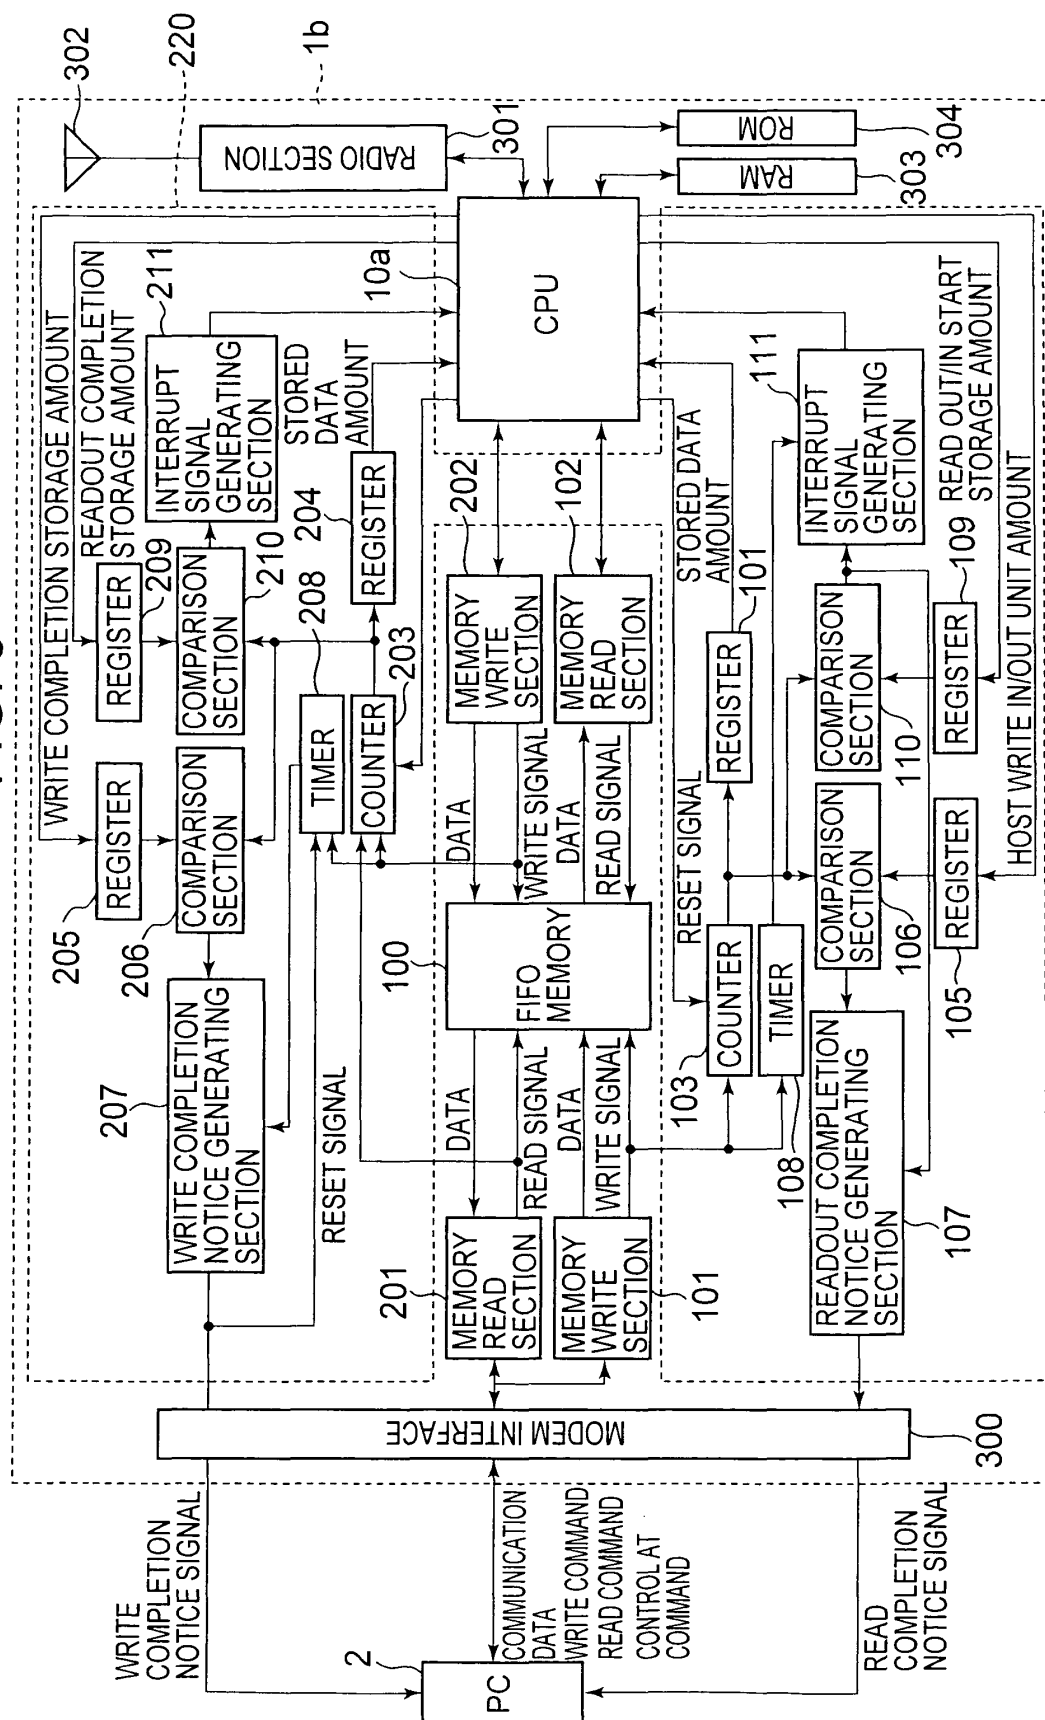 302
220
1b
RADIO SECTION
301
ROM
304
RAM
303
10a
CPU
WRITE COMPLETION STORAGE AMOUNT
READOUT COMPLETION
STORAGE AMOUNT
211
INTERRUPT
SIGNAL
GENERATING
SECTION
STORED
DATA
AMOUNT
REGISTER
209
COMPARISON
SECTION
210
204
REGISTER
208
TIMER
COUNTER
203
205
REGISTER
206
COMPARISON
SECTION
207
WRITE COMPLETION
NOTICE GENERATING
SECTION
RESET SIGNAL
202
MEMORY
WRITE
SECTION
102
MEMORY
READ
SECTION
DATA
WRITE SIGNAL
DATA
READ SIGNAL
100
FIFO
MEMORY
DATA
READ SIGNAL
DATA
WRITE SIGNAL
201
MEMORY
READ
SECTION
MEMORY
WRITE
SECTION
101
STORED DATA
AMOUNT
101
REGISTER
RESET SIGNAL
103
COUNTER
TIMER
108
111
INTERRUPT
SIGNAL
GENERATING
SECTION
READ OUT/IN START
STORAGE AMOUNT
COMPARISON
SECTION
110
REGISTER
109
COMPARISON
SECTION
106
REGISTER
105
HOST WRITE IN/OUT UNIT AMOUNT
READOUT COMPLETION
NOTICE GENERATING
SECTION
107
MODEM INTERFACE
300
WRITE
COMPLETION
NOTICE SIGNAL
COMMUNICATION
DATA
WRITE COMMAND
READ COMMAND
CONTROL AT
COMMAND
READ
COMPLETION
NOTICE SIGNAL
2
PC